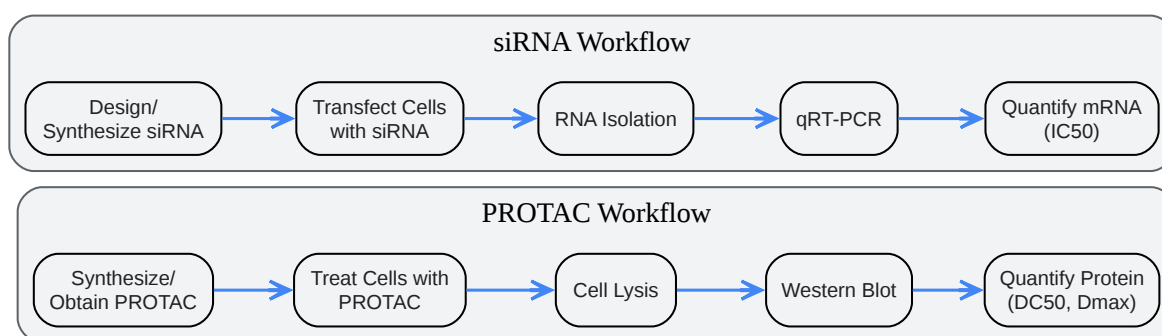 siRNA Workflow
Design/
Synthesize siRNA
Transfect Cells
with siRNA
RNA Isolation
qRT-PCR
Quantify mRNA
(IC50)
PROTAC Workflow
Synthesize/
Obtain PROTAC
Treat Cells with
PROTAC
Cell Lysis
Western Blot
Quantify Protein
(DC50, Dmax)